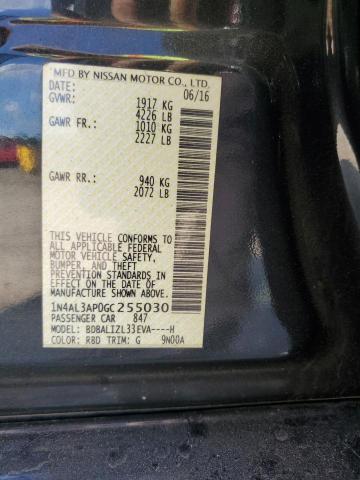 MFD BY NISSAN MOTOR CO., LTD.
DATE: 06/16
GVWR: 1917 KG
4226 LB
GAWR FR.: 1010 KG
2227 LB
GAWR RR.: 940 KG
2072 LB
THIS VEHICLE CONFORMS TO
ALL APPLICABLE FEDERAL
MOTOR VEHICLE SAFETY,
BUMPER, AND THEFT
PREVENTION STANDARDS IN
EFFECT ON THE DATE OF
MANUFACTURE SHOWN ABOVE.
1N4AL3AP0GC255030
PASSENGER CAR 847
MODEL: BDBALIZL33EVA----H
COLOR: RBD TRIM: G 9N00A